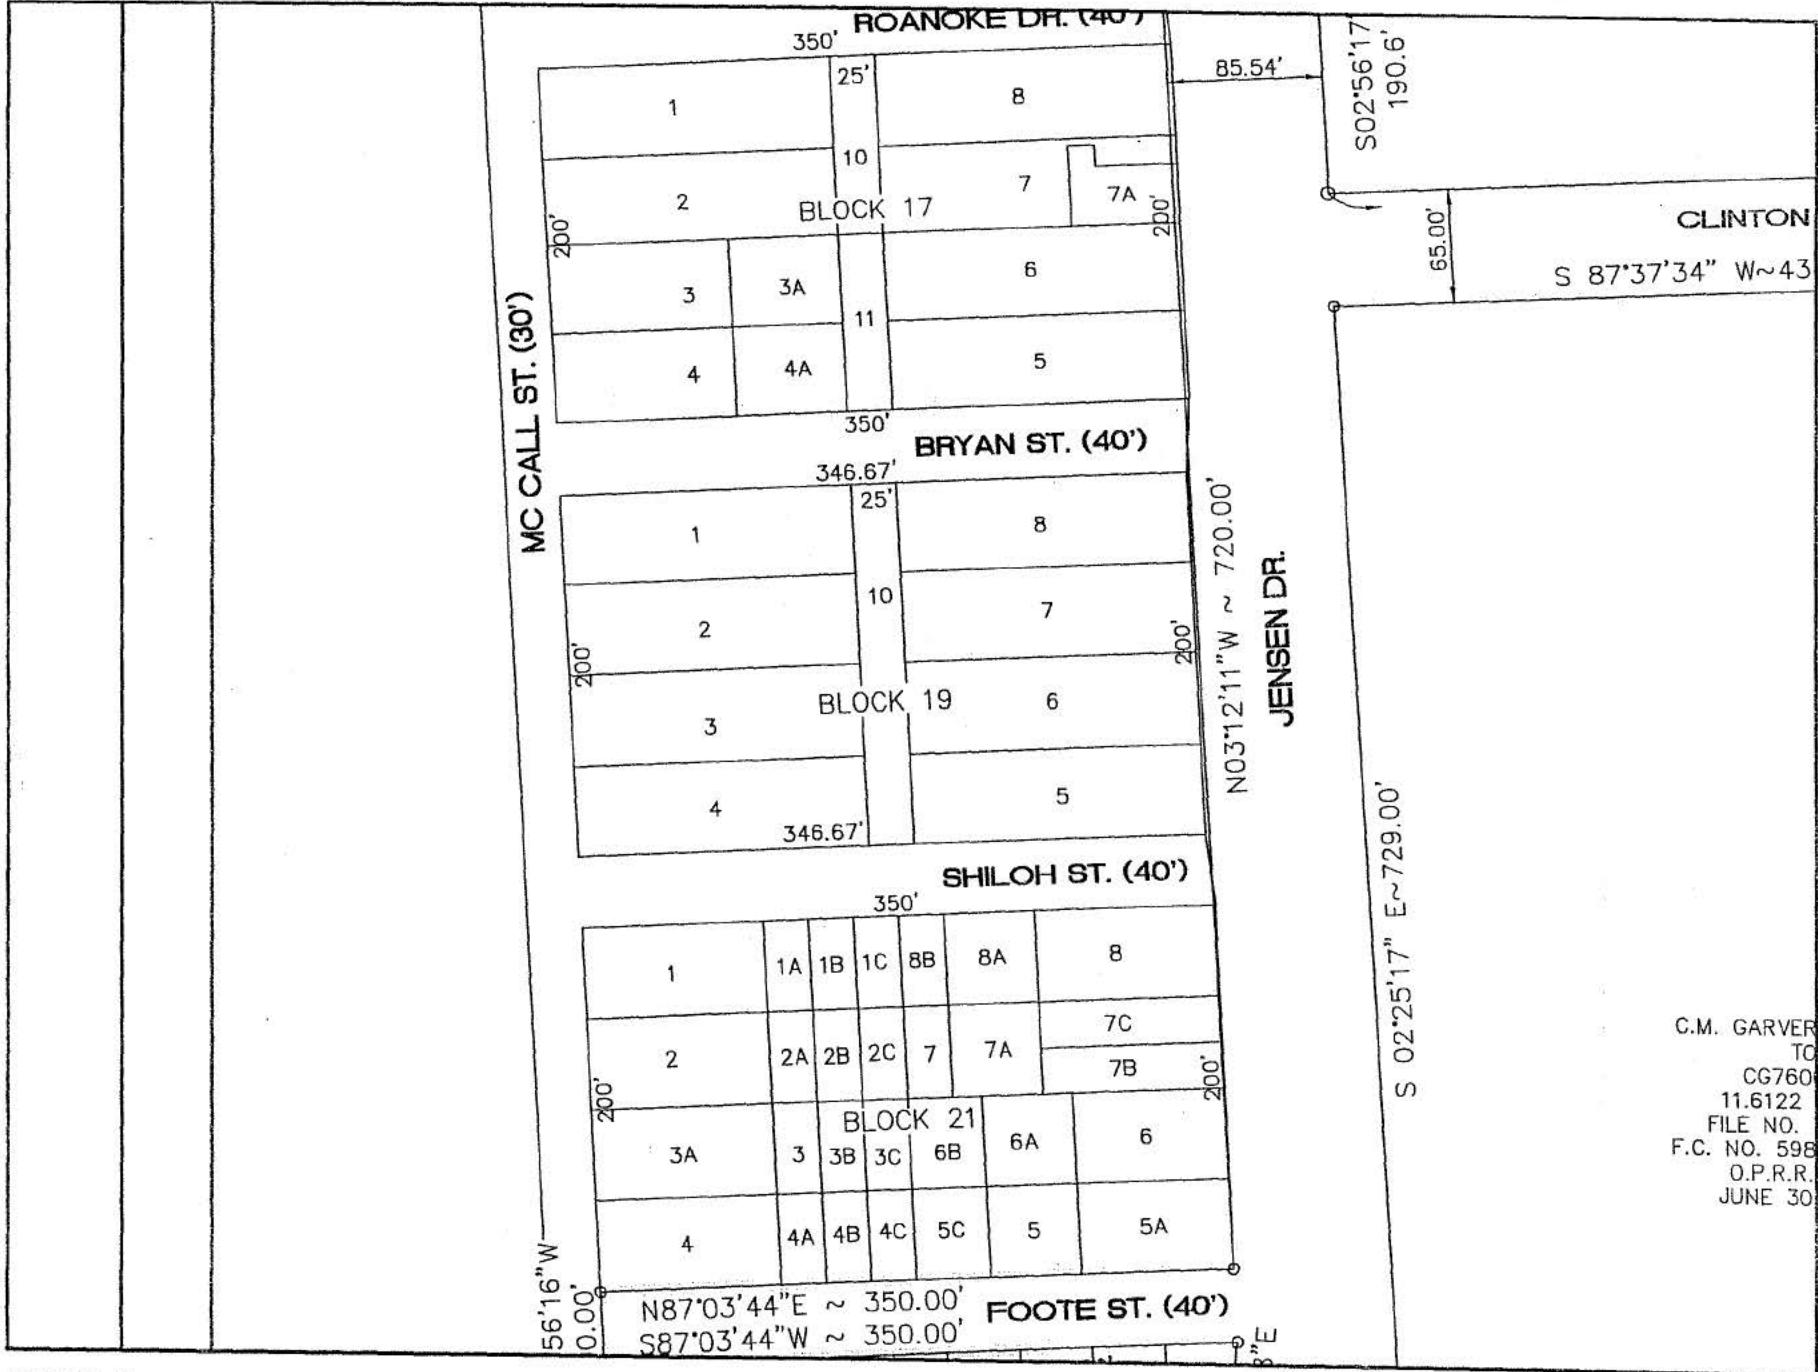 ROANOKE DR. (40')
350'
25'
1
8
10
2
7
7A
BLOCK 17
200'
200'
3
3A
6
11
4
4A
5
350'
MC CALL ST. (30')
BRYAN ST. (40')
346.67'
25'
1
8
10
2
7
200'
200'
BLOCK 19
3
6
4
5
346.67'
SHILOH ST. (40')
350'
1
1A
1B
1C
8B
8A
8
2
2A
2B
2C
7
7A
7C
7B
200'
200'
BLOCK 21
3A
3
3B
3C
6B
6A
6
4
4A
4B
4C
5C
5
5A
56'16"W
0.00'
N87°03'44"E ~ 350.00'
S87°03'44"W ~ 350.00'
FOOTE ST. (40')
"E
N03°12'11"W ~ 720.00'
JENSEN DR.
85.54'
S02°56'17
190.6'
65.00'
CLINTON
S 87°37'34" W~43
S 02°25'17" E~729.00'
C.M. GARVER
TO
CG760
11.6122
FILE NO.
F.C. NO. 598
O.P.R.R.
JUNE 30